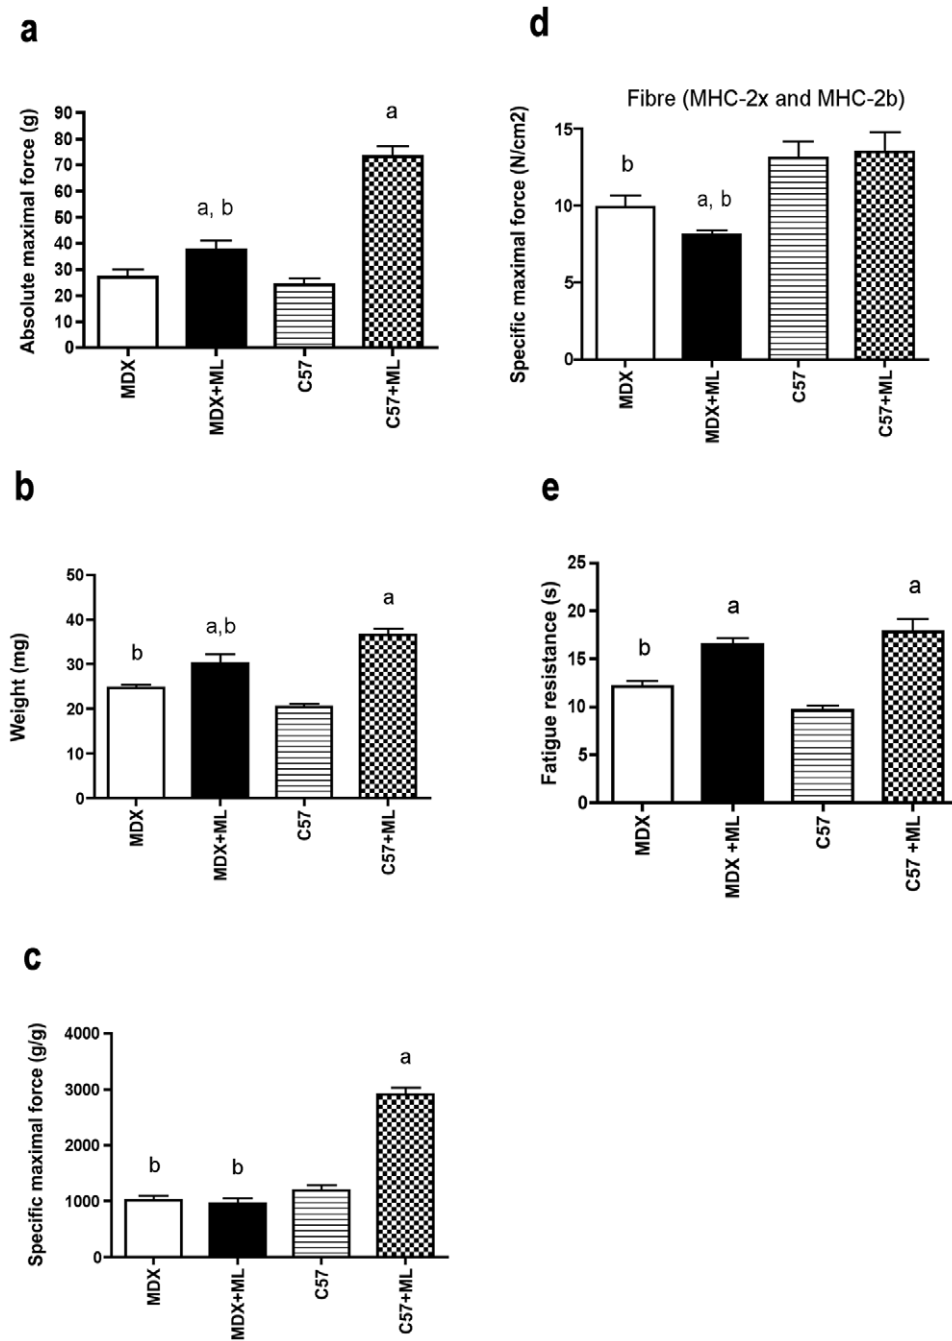 a
Absolute maximal force (g)
90
80
70
60
50
40
30
20
10
0
a, b
a
MDX
MDX+ML
C57
C57+ML
b
Weight (mg)
50
40
30
20
10
0
b
a,b
a
MDX
MDX+ML
C57
C57+ML
c
Specific maximal force (g/g)
4000
3000
2000
1000
0
b
b
a
MDX
MDX+ML
C57
C57+ML
d
Fibre (MHC-2x and MHC-2b)
Specific maximal force (N/cm2)
15
10
5
0
b
a, b
MDX
MDX+ML
C57
C57+ML
e
Fatigue resistance (s)
25
20
15
10
5
0
b
a
a
MDX
MDX +ML
C57
C57 +ML